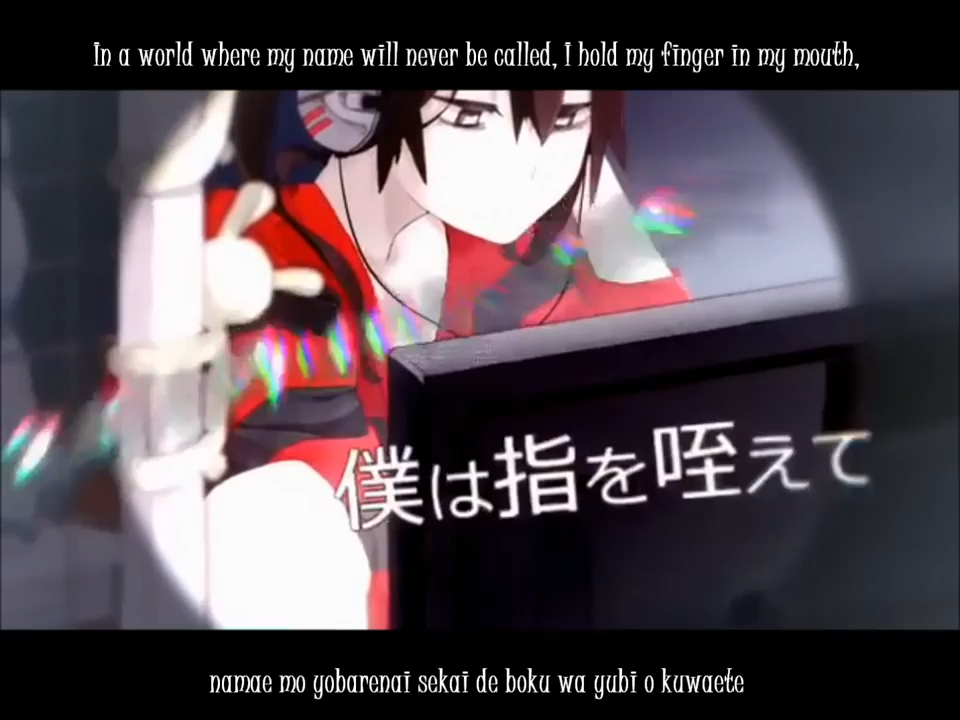 In a world where my name will never be called, I hold my finger in my mouth,
僕は指を咥えて
namae mo yobarenai sekai de boku wa yubi o kuwaete